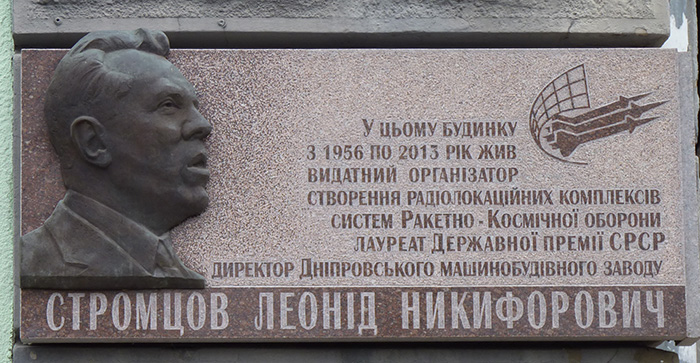 У цьому будинку
з 1956 по 2013 рік жив
видатний організатор
створення радіолокаційних комплексів
систем Ракетно-Космічної оборони
лауреат Державної премії СРСР
директор Дніпровського машинобудівного заводу
СТРОМЦОВ ЛЕОНІД НИКИФОРОВИЧ